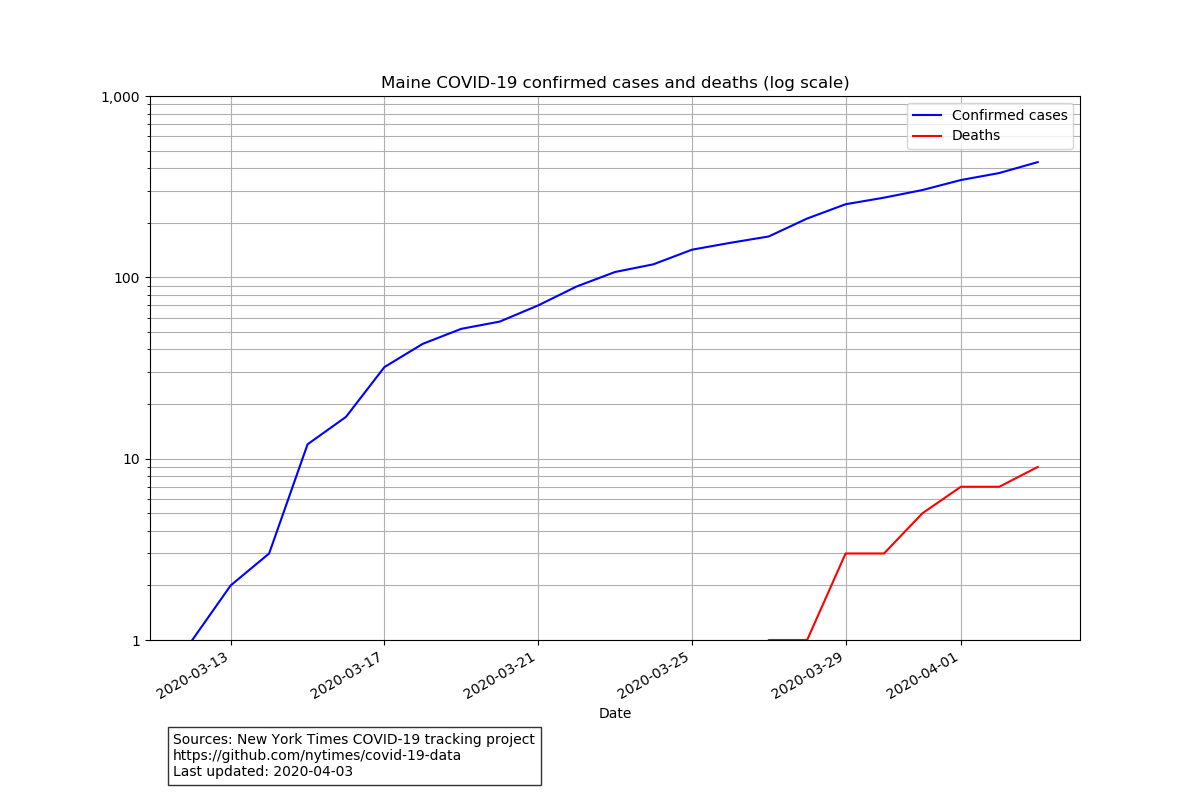 Maine COVID-19 confirmed cases and deaths (log scale)
1,000
100
10
1
Confirmed cases
Deaths
2020-03-13
2020-03-17
2020-03-21
2020-03-25
2020-03-29
2020-04-01
Date
Sources: New York Times COVID-19 tracking project
https://github.com/nytimes/covid-19-data
Last updated: 2020-04-03